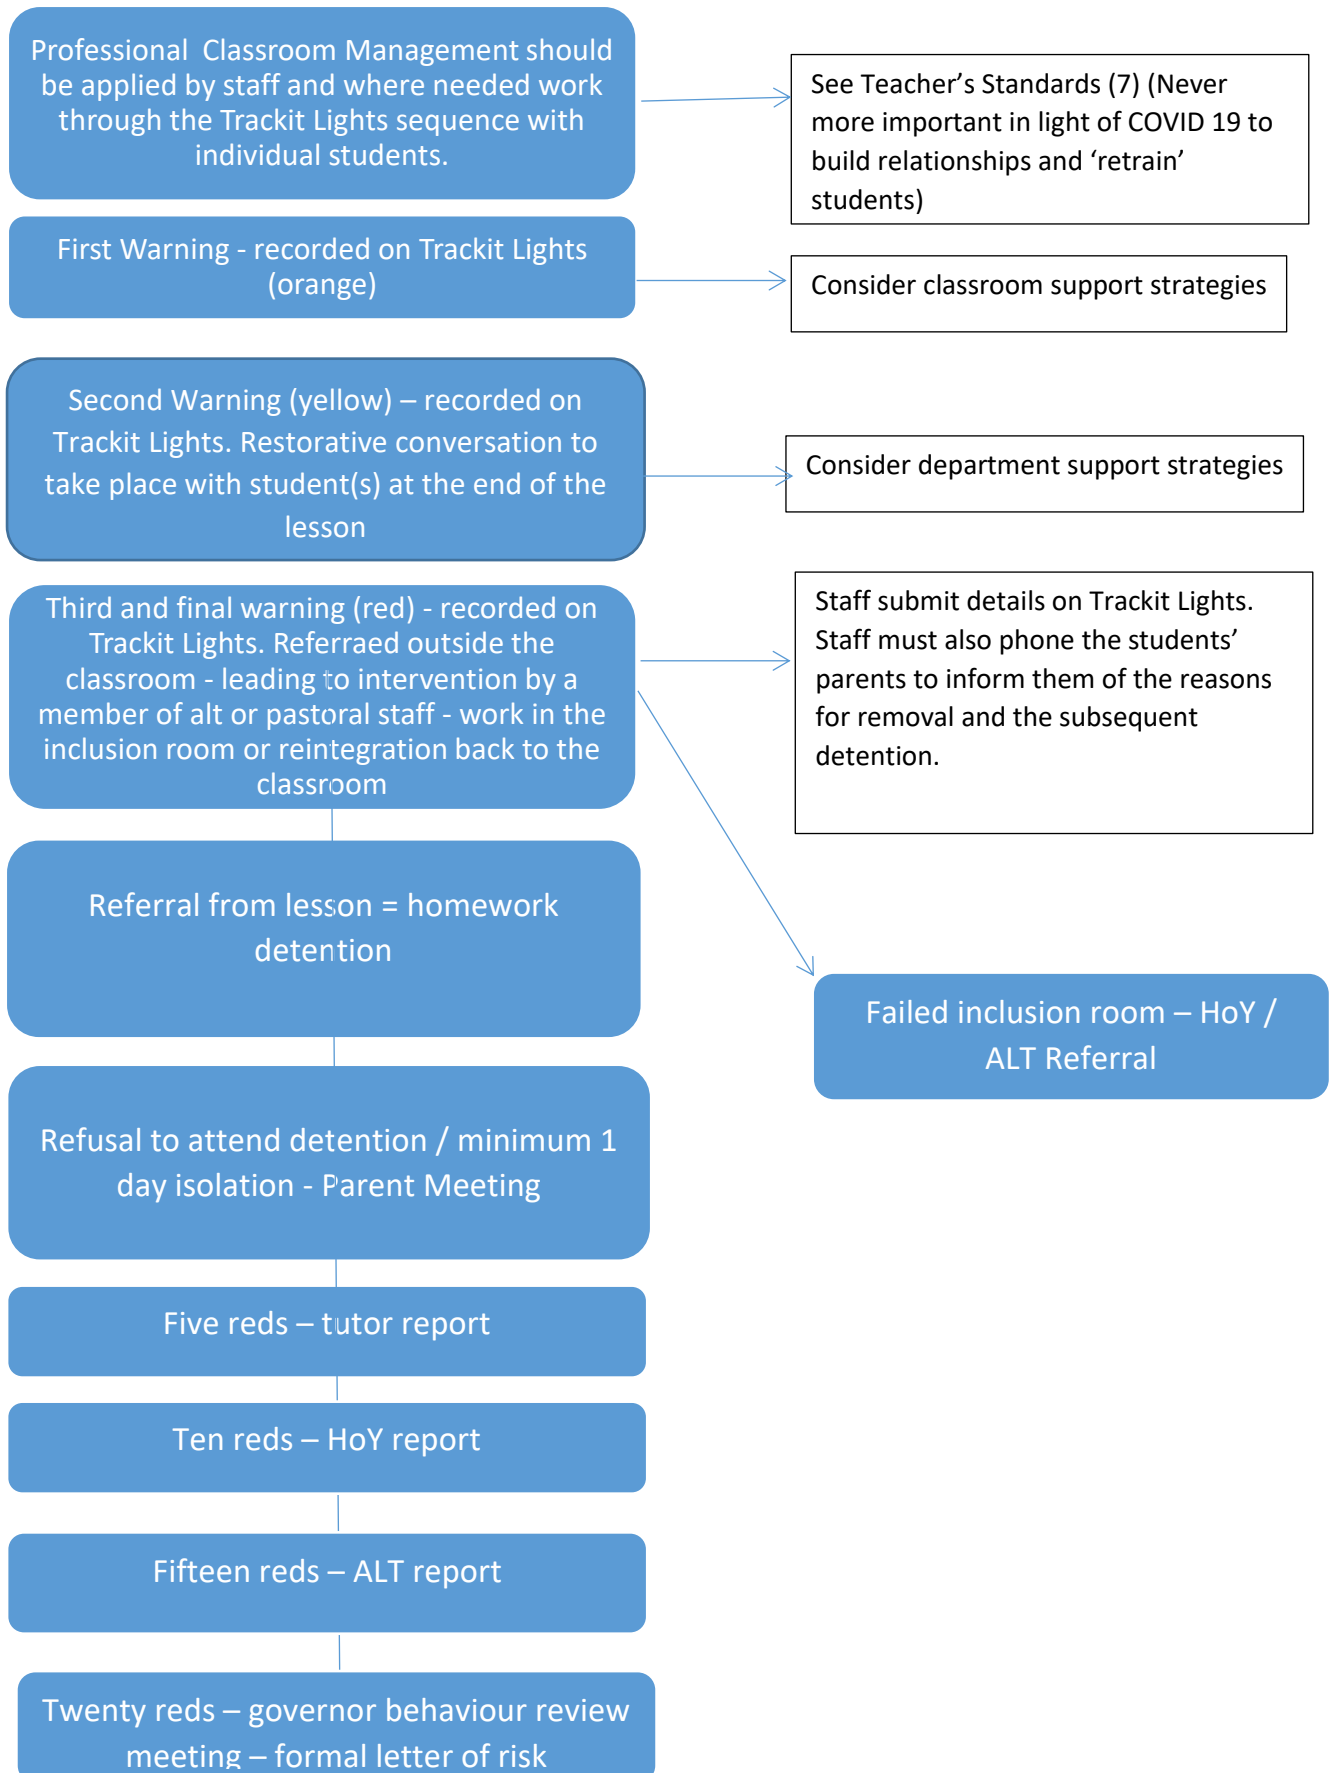 Professional  Classroom Management should
be applied by staff and where needed work
through the Trackit Lights sequence with
individual students.
See Teacher’s Standards (7) (Never
more important in light of COVID 19 to
build relationships and ‘retrain’
students)
First Warning - recorded on Trackit Lights
(orange)
Consider classroom support strategies
Second Warning (yellow) – recorded on
Trackit Lights. Restorative conversation to
take place with student(s) at the end of the
lesson
Consider department support strategies
Third and final warning (red) - recorded on
Trackit Lights. Referraed outside the
classroom - leading to intervention by a
member of alt or pastoral staff - work in the
inclusion room or reintegration back to the
classroom
Staff submit details on Trackit Lights.
Staff must also phone the students’
parents to inform them of the reasons
for removal and the subsequent
detention.
Referral from lesson = homework
detention
Failed inclusion room – HoY /
ALT Referral
Refusal to attend detention / minimum 1
day isolation - Parent Meeting
Five reds – tutor report
Ten reds – HoY report
Fifteen reds – ALT report
Twenty reds – governor behaviour review
meeting – formal letter of risk